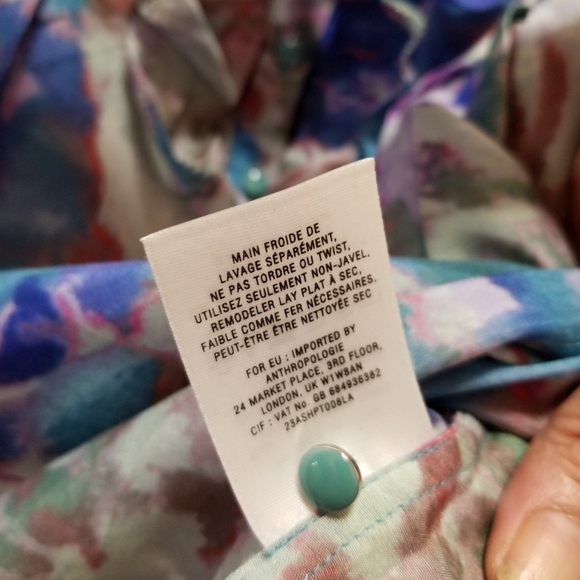 MAIN FROIDE DE
LAVAGE SÉPARÉMENT,
NE PAS TORDRE OU TWIST,
UTILISEZ SEULEMENT NON-JAVEL,
REMODELER LAY PLAT À SEC,
FAIBLE COMME FER NÉCESSAIRES.
PEUT-ÊTRE ÊTRE NETTOYÉE SEC
FOR EU : IMPORTED BY
ANTHROPOLOGIE
24 MARKET PLACE, 3RD FLOOR,
LONDON, UK W1W8AN
CIF : VAT No. GB 684936382
23ASHPT008LA